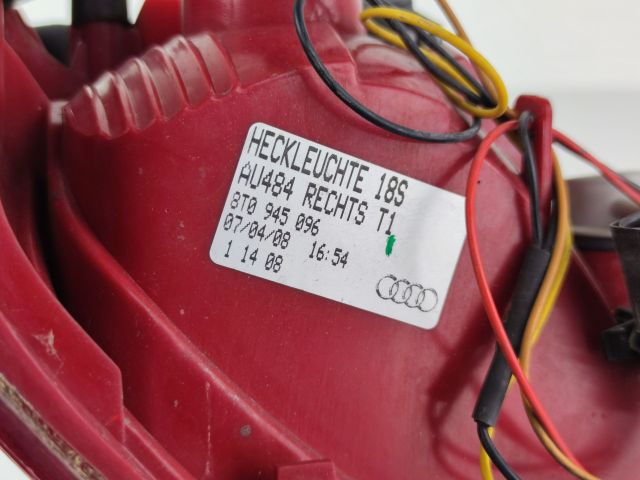 HECKLEUCHTE 18S
AU484 RECHTS T1
8T0 945 096
07/04/08 16:54
1 14 08